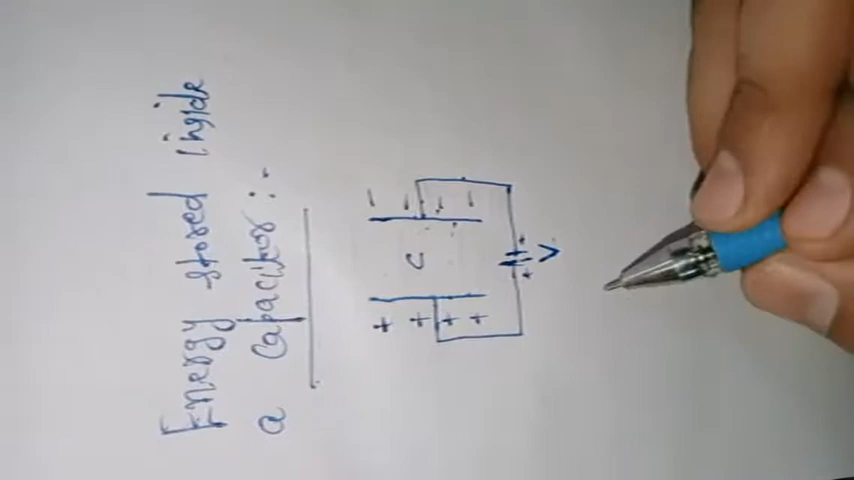 Energy stored inside
a capacitor :-
- - - -
C
+ + + +
- +
V